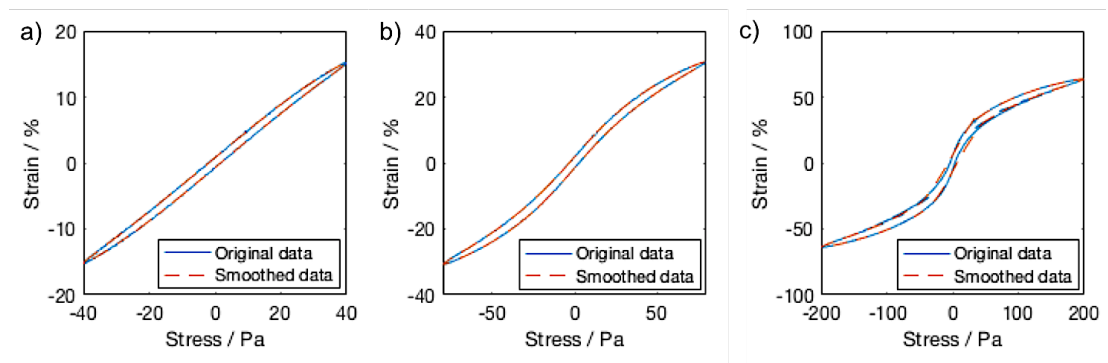 a)
20
10
0
-10
-20
-40
-20
0
20
40
Strain / %
Stress / Pa
Original data
Smoothed data
b)
40
20
0
-20
-40
-50
0
50
Strain / %
Stress / Pa
Original data
Smoothed data
c)
100
50
0
-50
-100
-200
-100
0
100
200
Strain / %
Stress / Pa
Original data
Smoothed data